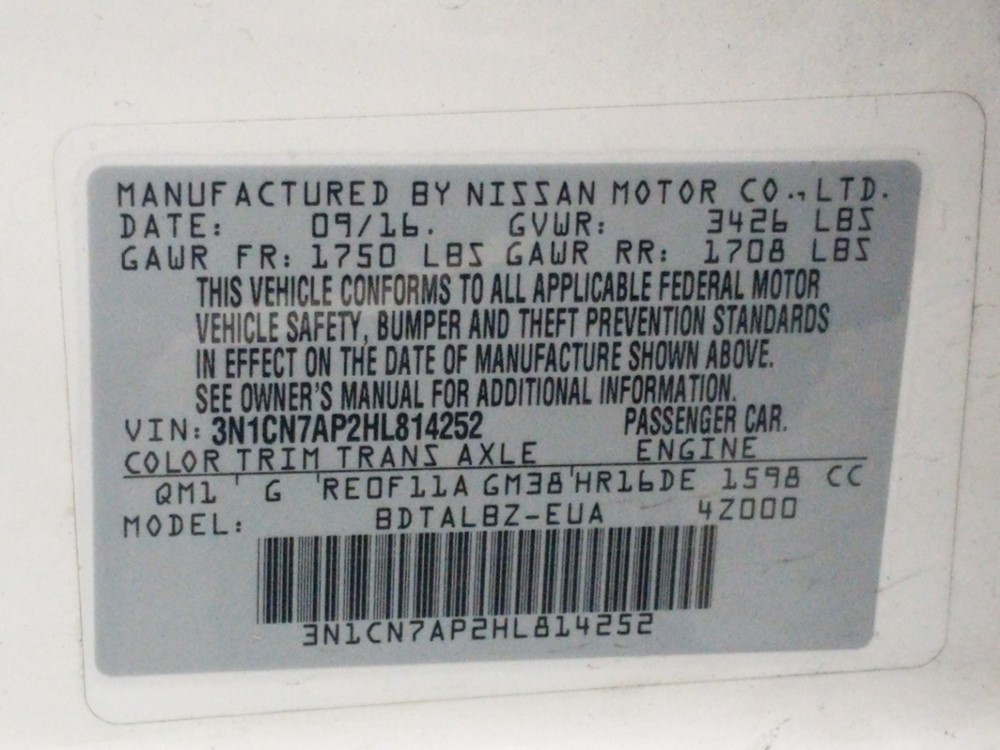 MANUFACTURED BY NISSAN MOTOR CO., LTD.
DATE: 09/16. GVWR: 3426 LBS
GAWR FR: 1750 LBS GAWR RR: 1708 LBS
THIS VEHICLE CONFORMS TO ALL APPLICABLE FEDERAL MOTOR
VEHICLE SAFETY, BUMPER AND THEFT PREVENTION STANDARDS
IN EFFECT ON THE DATE OF MANUFACTURE SHOWN ABOVE.
SEE OWNER'S MANUAL FOR ADDITIONAL INFORMATION.
VIN: 3N1CN7AP2HL814252 PASSENGER CAR.
COLOR TRIM TRANS AXLE ENGINE
QM1 ' G 'RE0F11A GM38'HR16DE 1598 CC
MODEL: BDTALBZ-EUA 4Z000
3N1CN7AP2HL814252